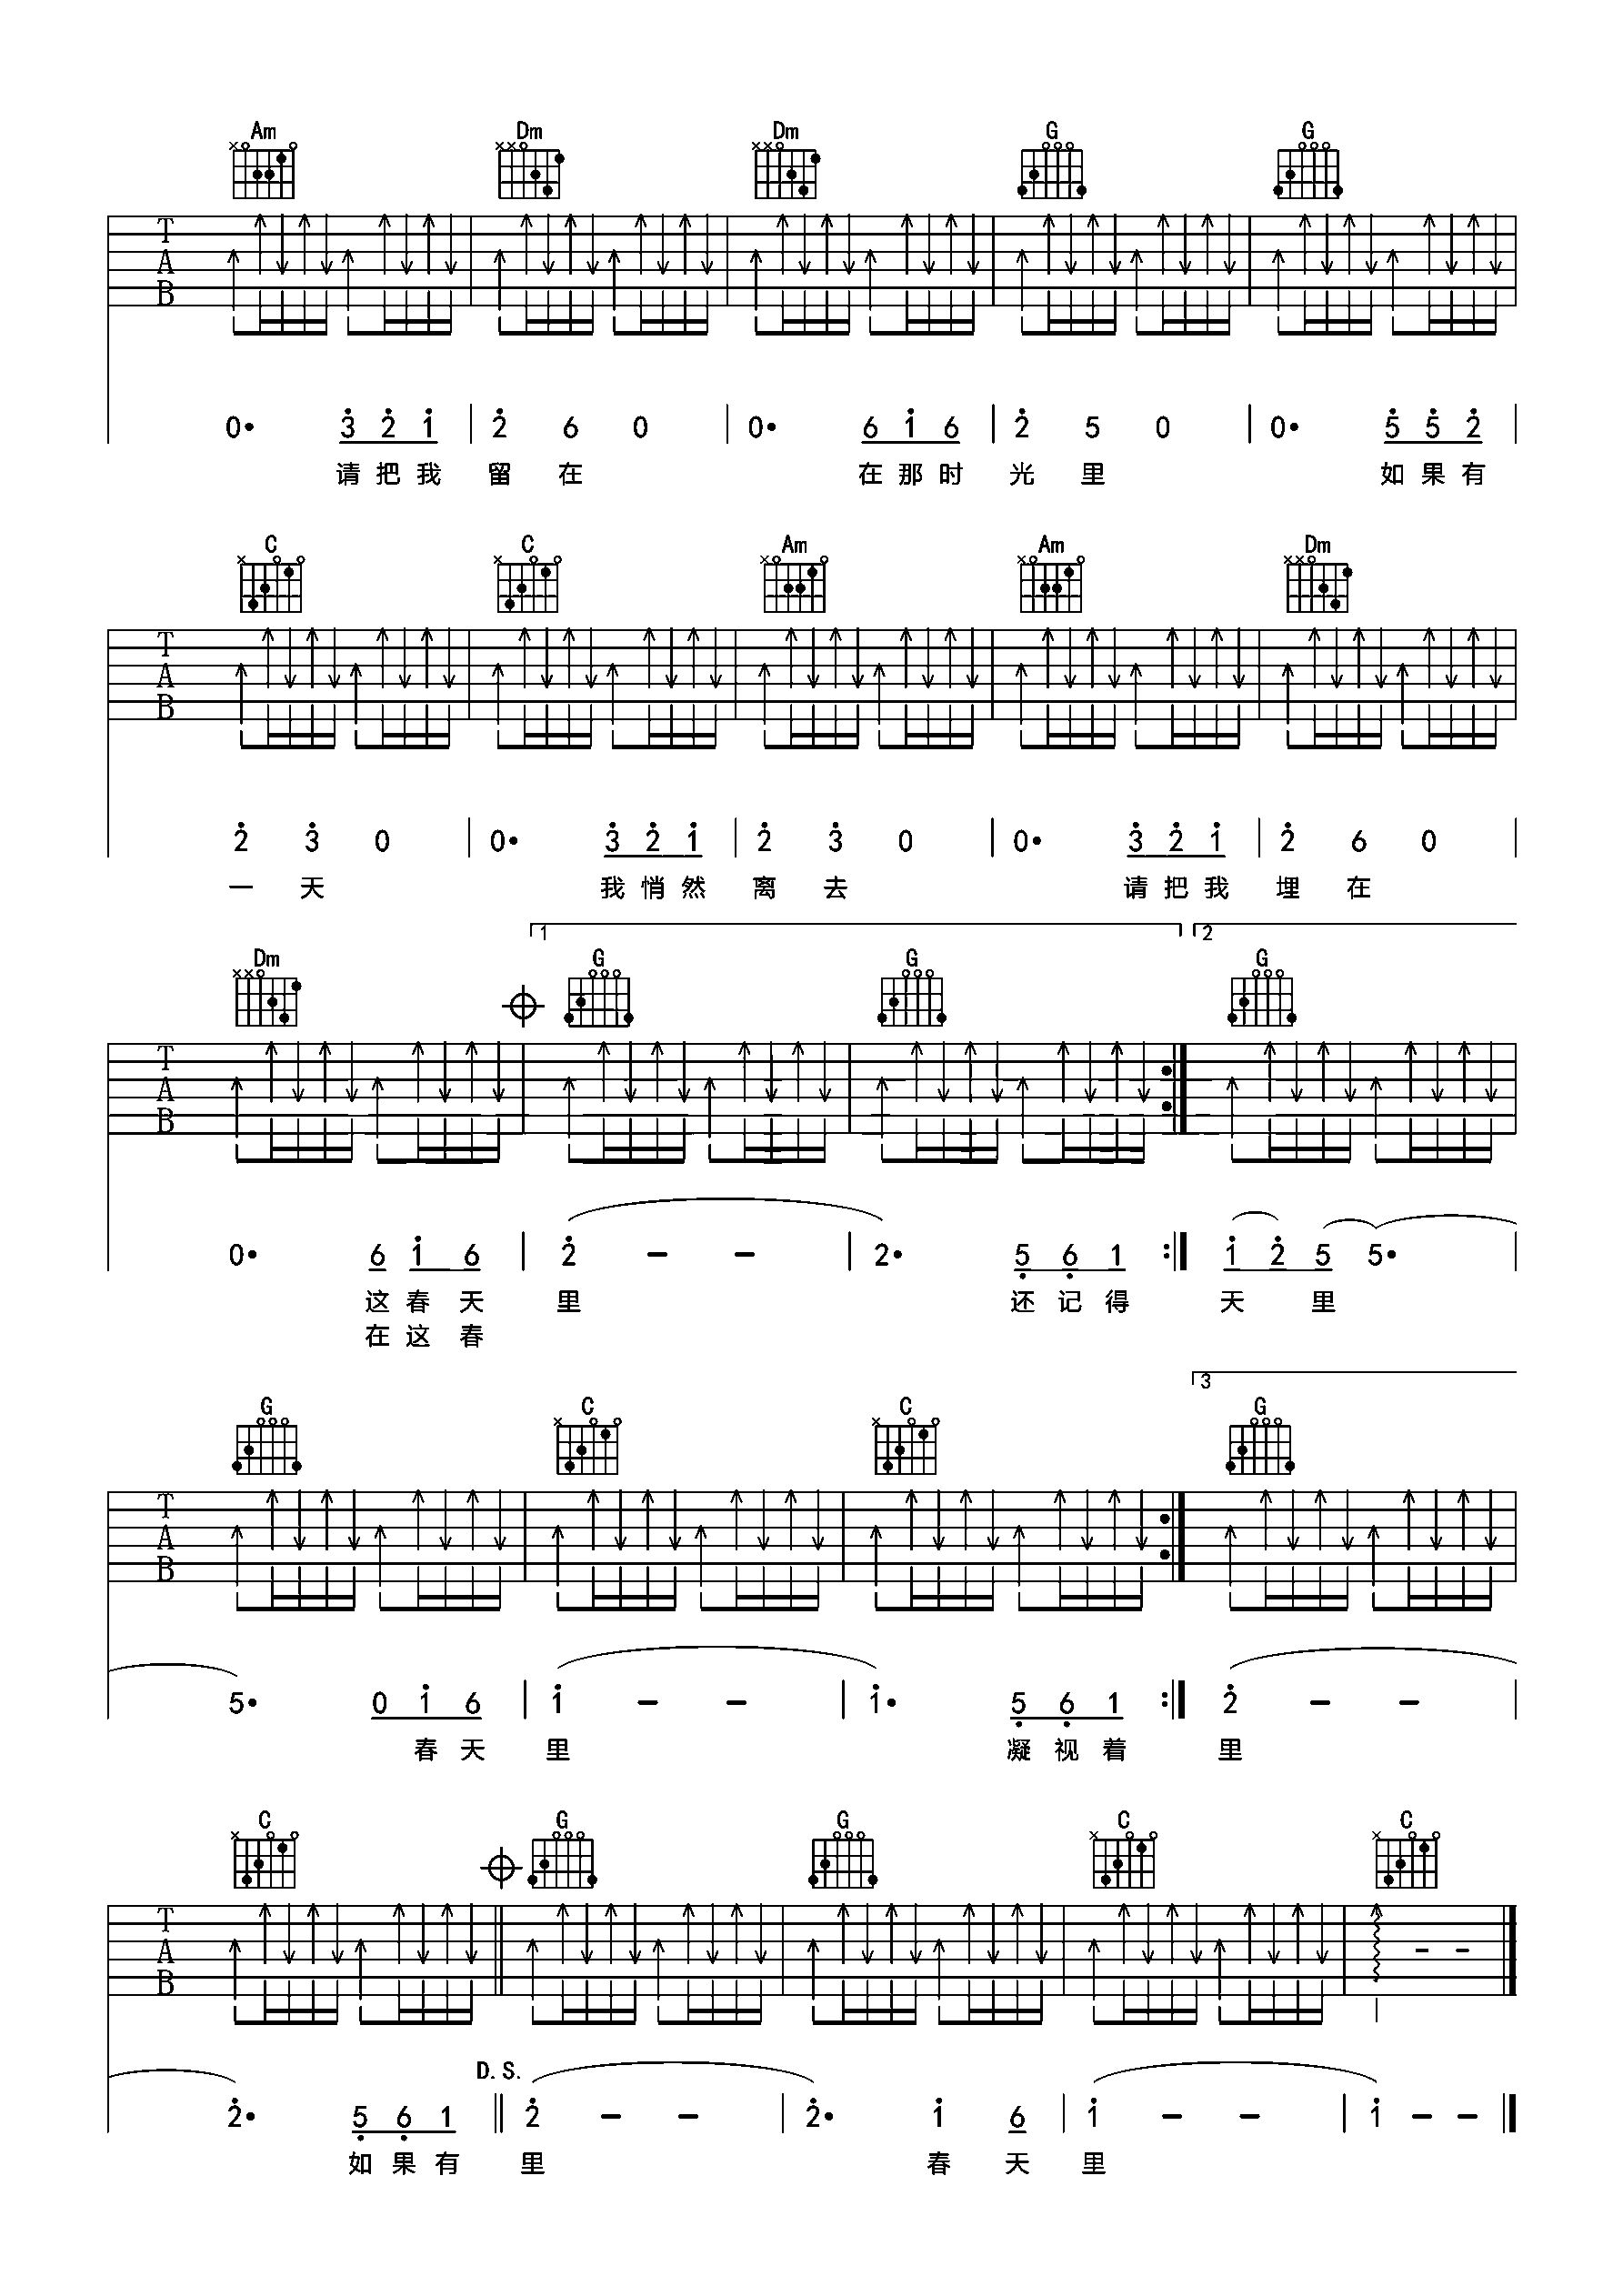 Am Dm Dm G G
T
A
B
0· 3 2 1 2 6 0 0· 6 1 6 2 5 0 0· 5 5 2
请把我 留在 在那时 光里 如果有
C C Am Am Dm
T
A
B
2 3 0 0· 3 2 1 2 3 0 0· 3 2 1 2 6 0
一天 我悄然 离去 请把我 埋在
1 2
Dm G G G
T
A
B
0· 6 1 6 2 – – 2· 5 6 1 1 2 5 5·
这春天 里 还记得 天里
在这春
3
G C C G
T
A
B
5· 0 1 6 1 – – 1· 5 6 1 2 – –
春天 里 凝视着 里
C G G C C
T
A
B
D.S.
2· 5 6 1 2 – – 2· 1 6 1 – – 1 – –
如果有 里 春天 里